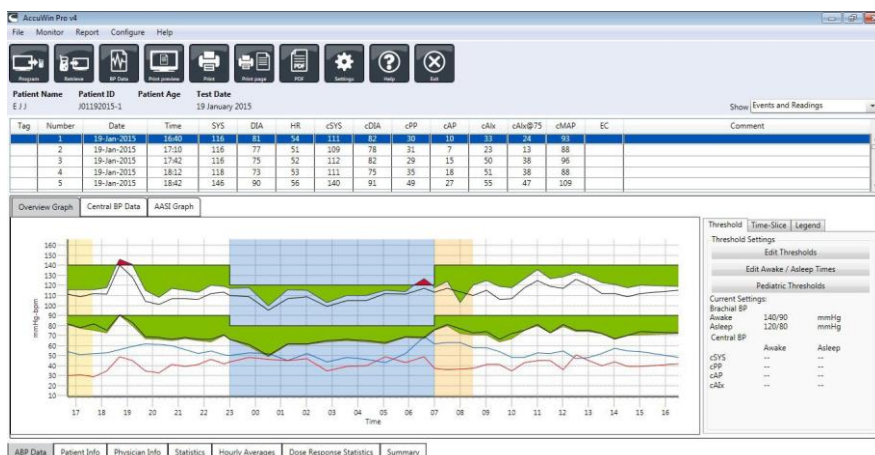 AccuWin Pro v4
File Monitor Report Configure Help
Program Retrieve BP Data Print preview Print Print page PDF Settings Help Exit
Patient Name Patient ID Patient Age Test Date
E J J J01192015-1 19 January 2015
Show Events and Readings
Tag Number Date Time SYS DIA HR cSYS cDIA cPP cAP cAIx cAIx@75 cMAP EC Comment
1 19-Jan-2015 16:40 116 81 54 111 82 30 10 33 24 93
2 19-Jan-2015 17:10 116 77 51 109 78 31 7 23 13 88
3 19-Jan-2015 17:42 116 75 52 112 82 29 15 50 38 96
4 19-Jan-2015 18:12 118 73 53 111 75 35 18 51 38 88
5 19-Jan-2015 18:42 146 90 56 140 91 49 27 55 47 109
Overview Graph Central BP Data AASI Graph
Threshold Time-Slice Legend
Threshold Settings
Edit Thresholds
Edit Awake / Asleep Times
Pediatric Thresholds
Current Settings:
Brachial BP
Awake 140/90 mmHg
Asleep 120/80 mmHg
Central BP
Awake Asleep
cSYS -- --
cPP -- --
cAP -- --
cAIx -- --
160
150
140
130
120
110
100
90
80
70
60
50
40
30
20
10
mmHg-bpm
17 18 19 20 21 22 23 00 01 02 03 04 05 06 07 08 09 10 11 12 13 14 15 16
Time
ABP Data Patient Info Physician Info Statistics Hourly Averages Dose Response Statistics Summary